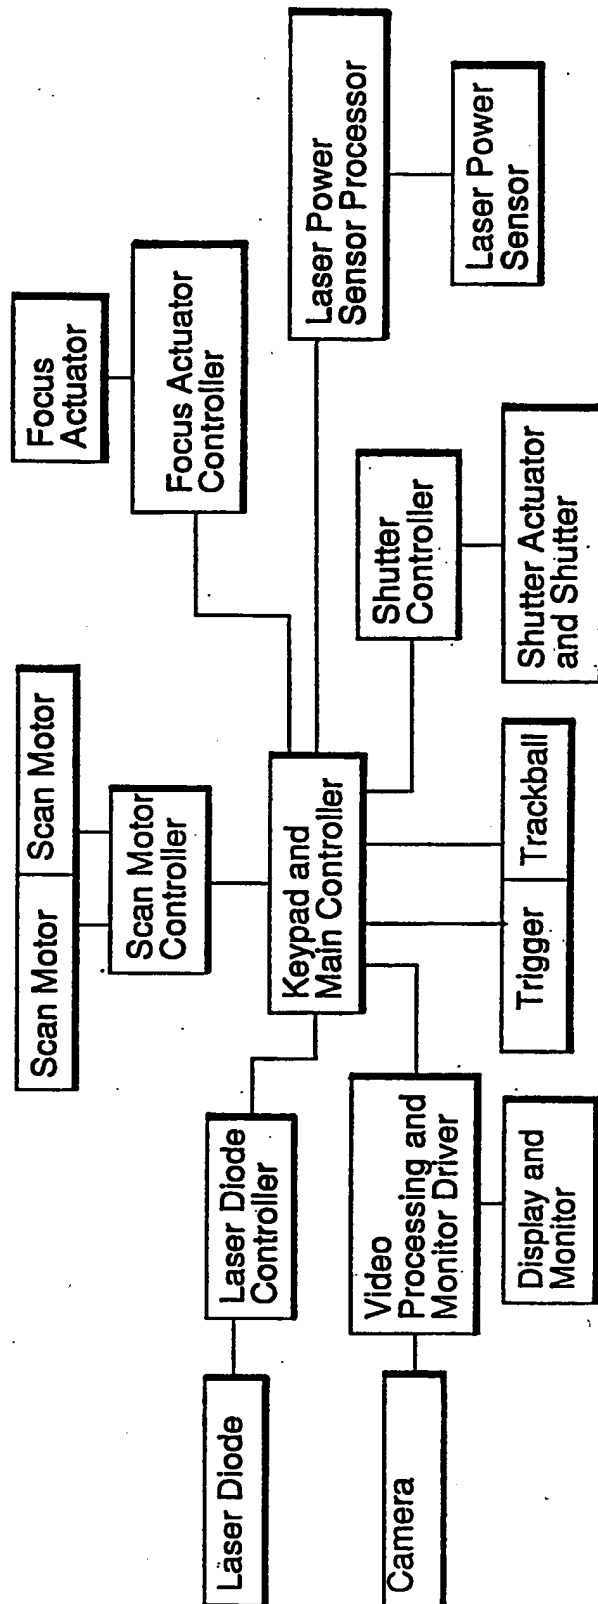 Scan Motor
Scan Motor
Focus
Actuator
Scan Motor
Controller
Focus Actuator
Controller
Laser Diode
Laser Diode
Controller
Keypad and
Main Controller
Laser Power
Sensor Processor
Camera
Video
Processing and
Monitor Driver
Shutter
Controller
Laser Power
Sensor
Display and
Monitor
Trigger
Trackball
Shutter Actuator
and Shutter